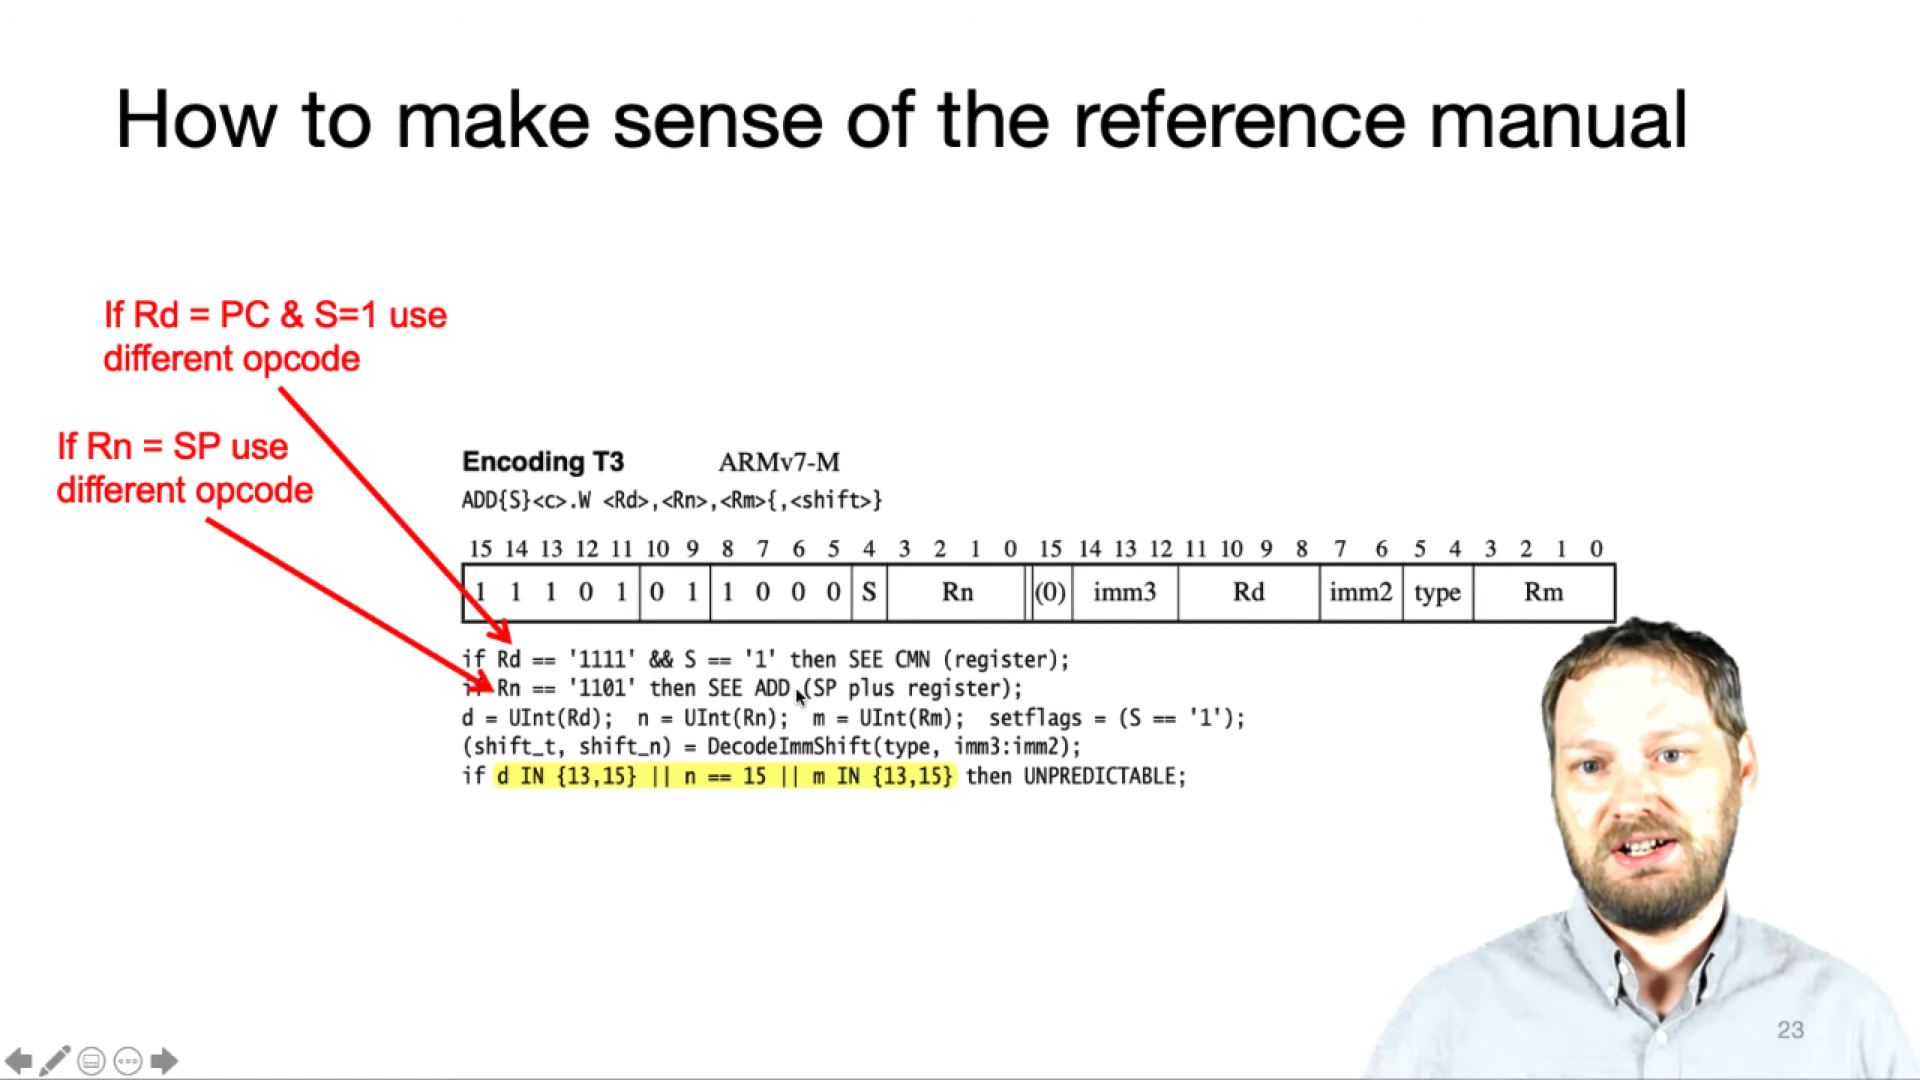 How to make sense of the reference manual
If Rd = PC & S=1 use
different opcode
If Rn = SP use
different opcode
Encoding T3 ARMv7-M
ADD{S}<c>.W <Rd>,<Rn>,<Rm>{,<shift>}
15 14 13 12 11 10 9 8 7 6 5 4 3 2 1 0 15 14 13 12 11 10 9 8 7 6 5 4 3 2 1 0
1 1 1 0 1 0 1 1 0 0 0 S Rn (0) imm3 Rd imm2 type Rm
if Rd == '1111' && S == '1' then SEE CMN (register);
if Rn == '1101' then SEE ADD (SP plus register);
d = UInt(Rd); n = UInt(Rn); m = UInt(Rm); setflags = (S == '1');
(shift_t, shift_n) = DecodeImmShift(type, imm3:imm2);
if d IN {13,15} || n == 15 || m IN {13,15} then UNPREDICTABLE;
23